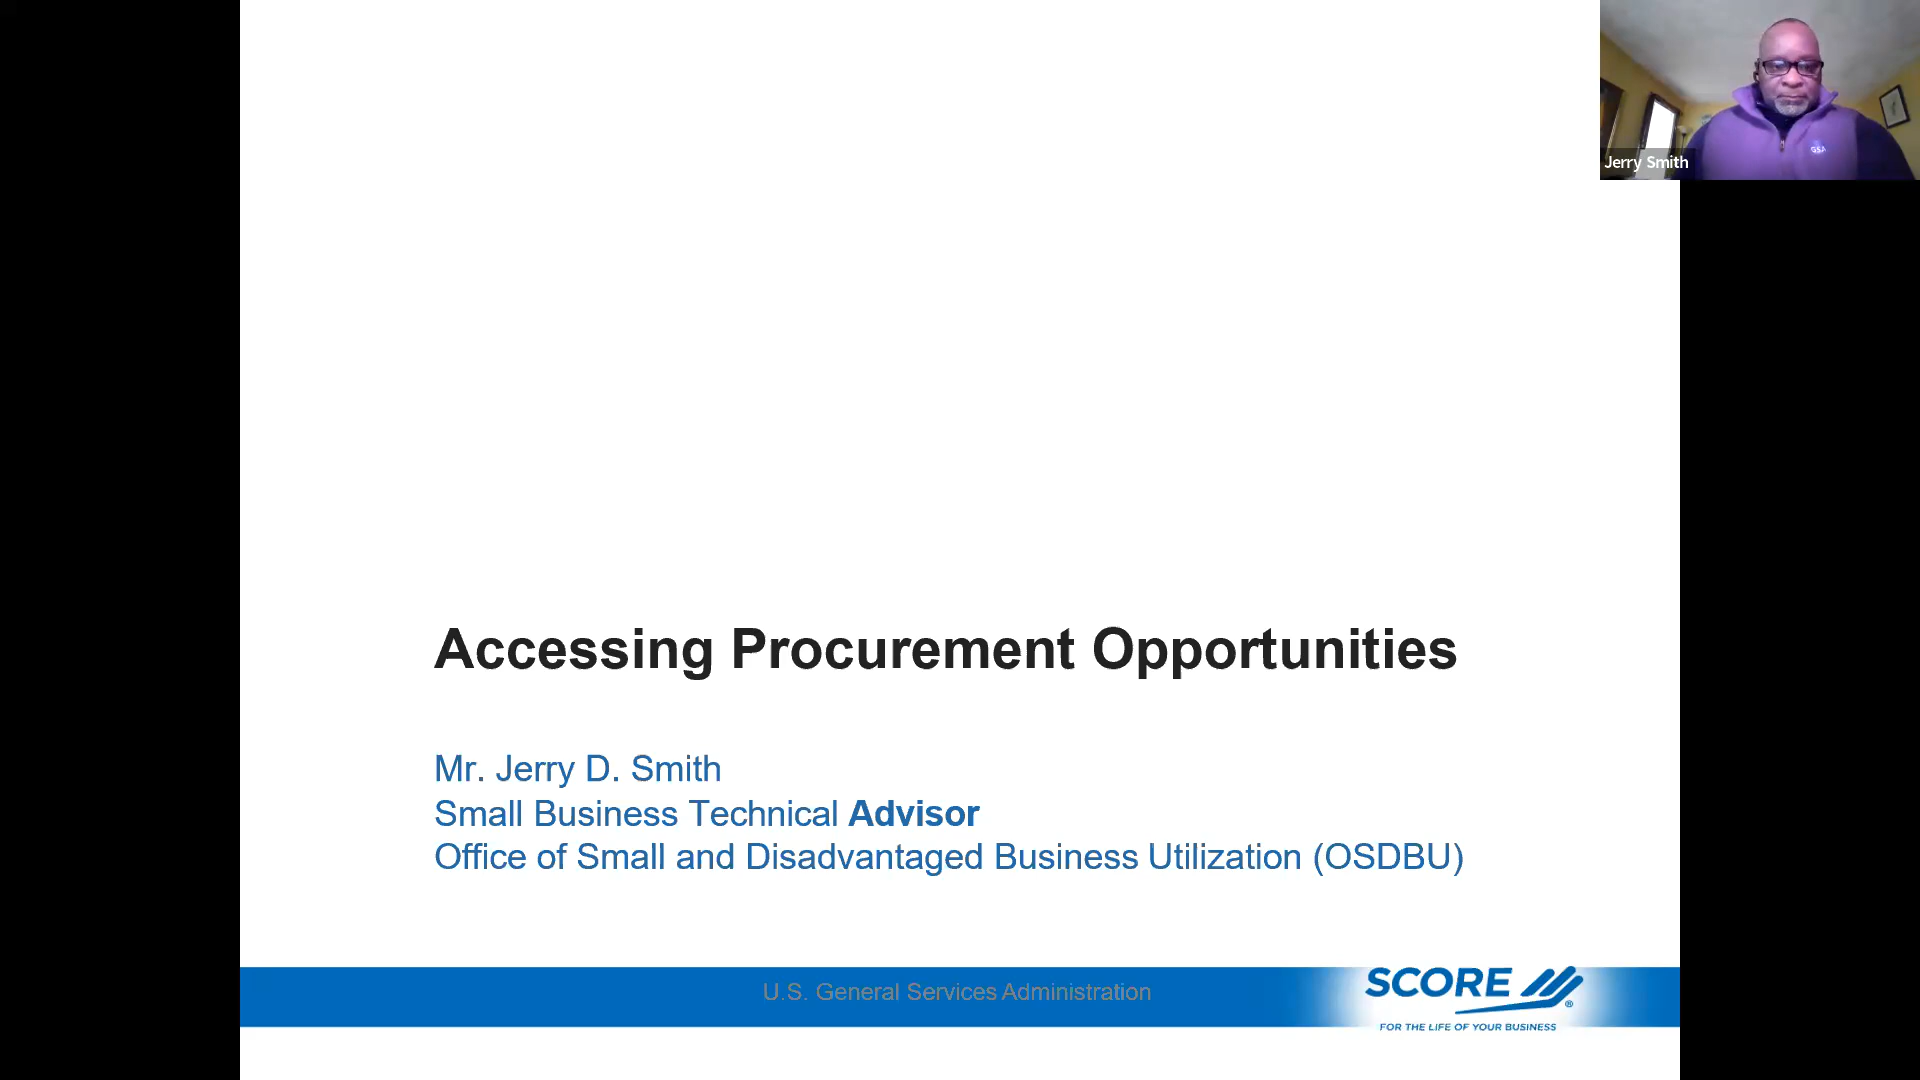 GSA
Jerry Smith
Accessing Procurement Opportunities
Mr. Jerry D. Smith
Small Business Technical Advisor
Office of Small and Disadvantaged Business Utilization (OSDBU)
U.S. General Services Administration
SCORE
®
FOR THE LIFE OF YOUR BUSINESS